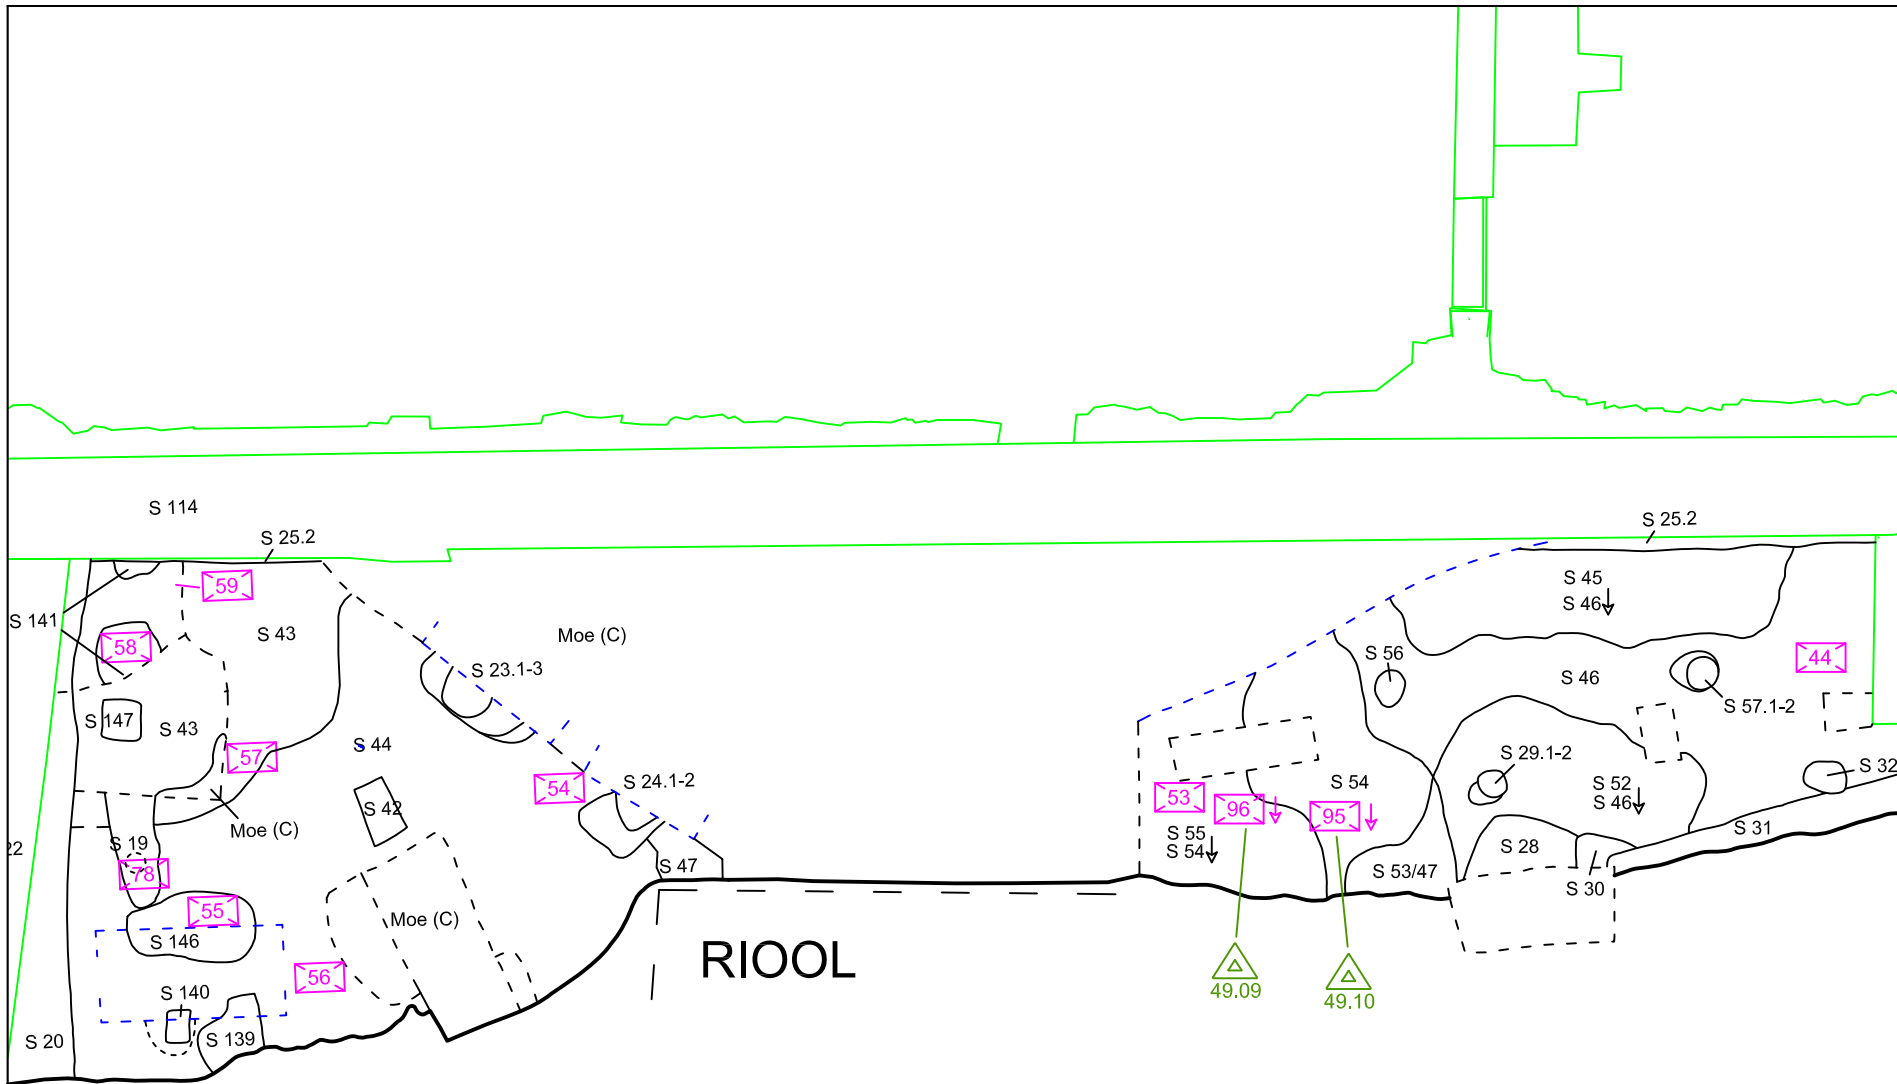 S 114
S 25.2
S 25.2
59
S 45
S 46
S 141
S 43
Moe (C)
58
44
S 56
S 23.1-3
S 46
S 57.1-2
S 147
S 43
57
S 44
S 29.1-2
S 32
54
S 24.1-2
53
96
95
S 54
S 52
S 46
S 42
Moe (C)
S 55
S 54
S 31
S 19
22
78
S 47
S 53/47
S 28
S 30
55
Moe (C)
S 146
56
RIOOL
49.09
49.10
S 140
S 20
S 139